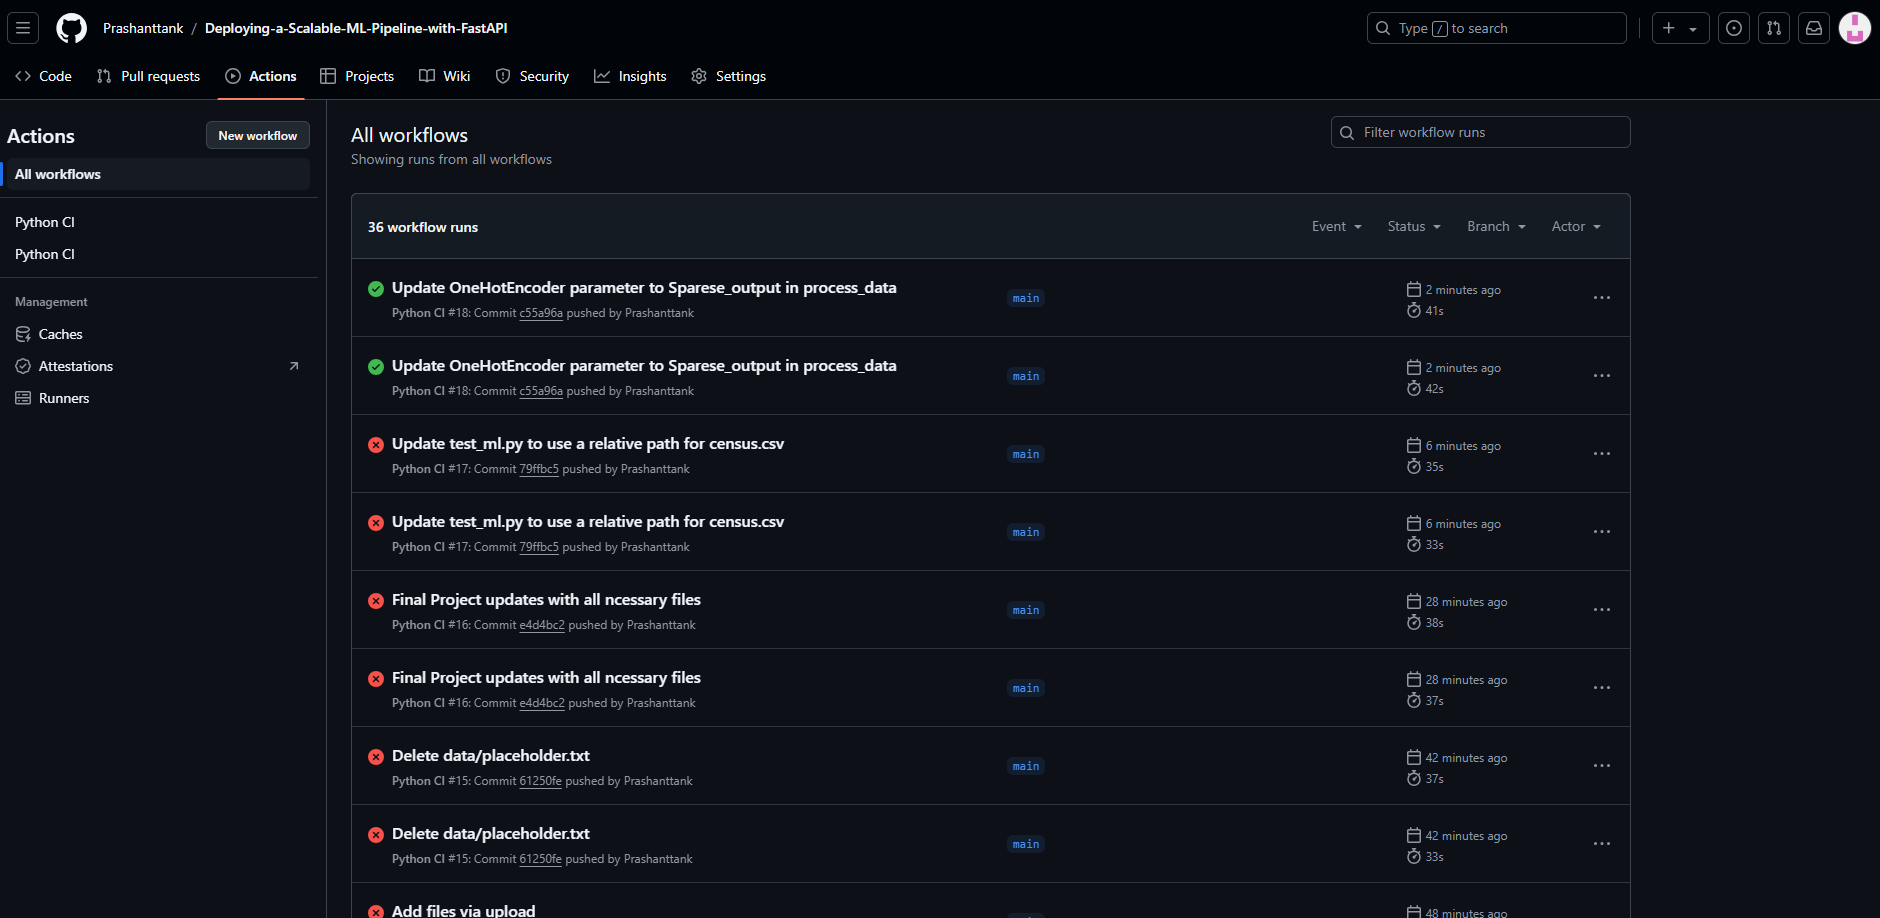 Prashanttank / Deploying-a-Scalable-ML-Pipeline-with-FastAPI
Type / to search
Code Pull requests Actions Projects Wiki Security Insights Settings
Actions
New workflow
All workflows
Python CI
Python CI
Management
Caches
Attestations
Runners
All workflows
Showing runs from all workflows
Filter workflow runs
36 workflow runs
Event Status Branch Actor
Update OneHotEncoder parameter to Sparese_output in process_data
Python CI #18: Commit c55a96a pushed by Prashanttank
main
2 minutes ago
41s
Update OneHotEncoder parameter to Sparese_output in process_data
Python CI #18: Commit c55a96a pushed by Prashanttank
main
2 minutes ago
42s
Update test_ml.py to use a relative path for census.csv
Python CI #17: Commit 79ffbc5 pushed by Prashanttank
main
6 minutes ago
35s
Update test_ml.py to use a relative path for census.csv
Python CI #17: Commit 79ffbc5 pushed by Prashanttank
main
6 minutes ago
33s
Final Project updates with all ncessary files
Python CI #16: Commit e4d4bc2 pushed by Prashanttank
main
28 minutes ago
38s
Final Project updates with all ncessary files
Python CI #16: Commit e4d4bc2 pushed by Prashanttank
main
28 minutes ago
37s
Delete data/placeholder.txt
Python CI #15: Commit 61250fe pushed by Prashanttank
main
42 minutes ago
37s
Delete data/placeholder.txt
Python CI #15: Commit 61250fe pushed by Prashanttank
main
42 minutes ago
33s
Add files via upload
48 minutes ago